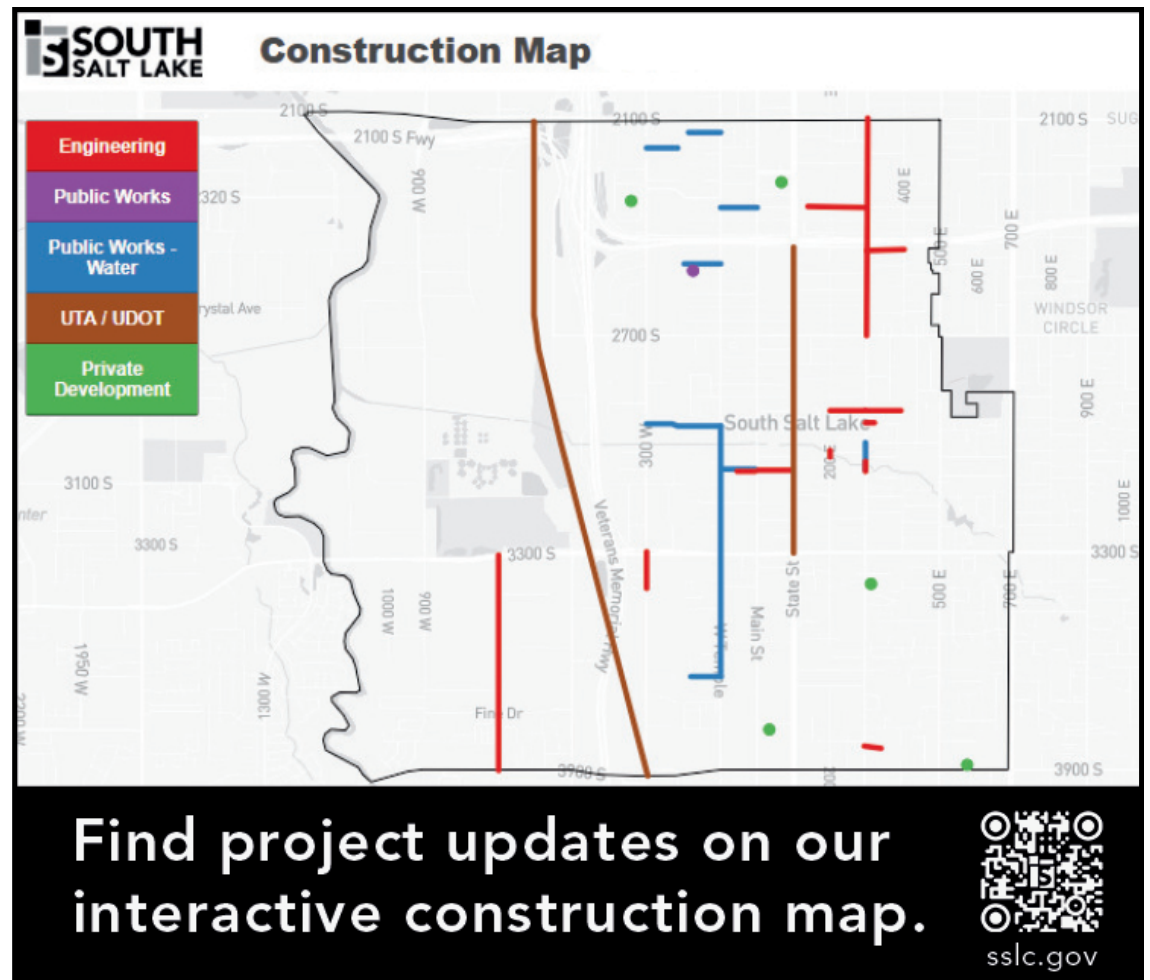 SOUTH
SALT LAKE
Construction Map
2100 S
2100 S Fwy
2100 S
2100 S
Engineering
Public Works
Public Works -
Water
UTA / UDOT
Private
Development
2320 S
900 W
400 E
500 E
600 E
700 E
800 E
WINDSOR
CIRCLE
2700 S
900 E
South Salt Lake
300 W
200 E
3100 S
1000 E
3300 S
3300 S
3300 S
Veterans Memorial Hwy
State St
Main St
500 E
700 E
1000 W
900 W
1950 W
1300 W
Fine Dr
3900 S
3900 S
Find project updates on our
interactive construction map.
sslc.gov